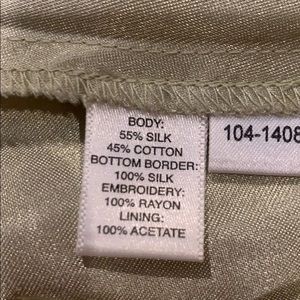 BODY:
55% SILK
45% COTTON
BOTTOM BORDER:
100% SILK
EMBROIDERY:
100% RAYON
LINING:
100% ACETATE
104-1408